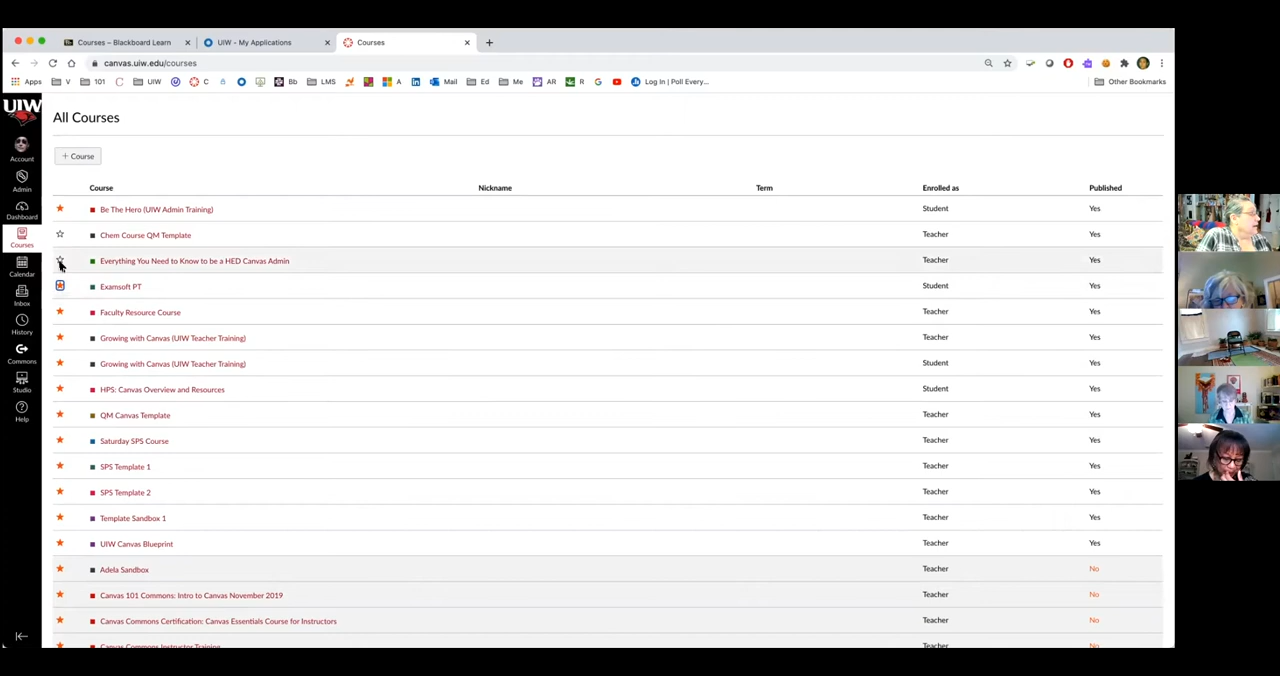 Courses – Blackboard Learn
UIW - My Applications
Courses
canvas.uiw.edu/courses
Apps V 101 C UIW C Bb LMS A Mail Ed Me AR R Log In | Poll Every... Other Bookmarks
UIW
Account
Admin
Dashboard
Courses
Calendar
Inbox
History
Commons
Studio
Help
All Courses
+ Course
Course Nickname Term Enrolled as Published
Be The Hero (UIW Admin Training) Student Yes
Chem Course QM Template Teacher Yes
Everything You Need to Know to be a HED Canvas Admin Teacher Yes
Examsoft PT Student Yes
Faculty Resource Course Teacher Yes
Growing with Canvas (UIW Teacher Training) Teacher Yes
Growing with Canvas (UIW Teacher Training) Student Yes
HPS: Canvas Overview and Resources Student Yes
QM Canvas Template Teacher Yes
Saturday SPS Course Teacher Yes
SPS Template 1 Teacher Yes
SPS Template 2 Teacher Yes
Template Sandbox 1 Teacher Yes
UIW Canvas Blueprint Teacher Yes
Adela Sandbox Teacher No
Canvas 101 Commons: Intro to Canvas November 2019 Teacher No
Canvas Commons Certification: Canvas Essentials Course for Instructors Teacher No
Canvas Commons Instructor Training Teacher No